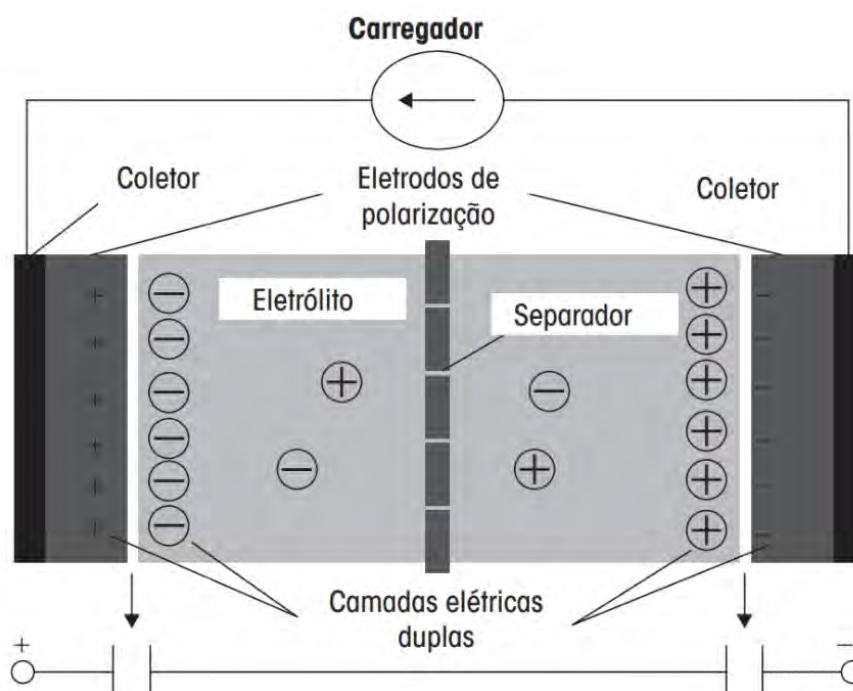 Carregador
Coletor
Eletrodos de
polarização
Coletor
Eletrólito
Separador
Camadas elétricas
duplas